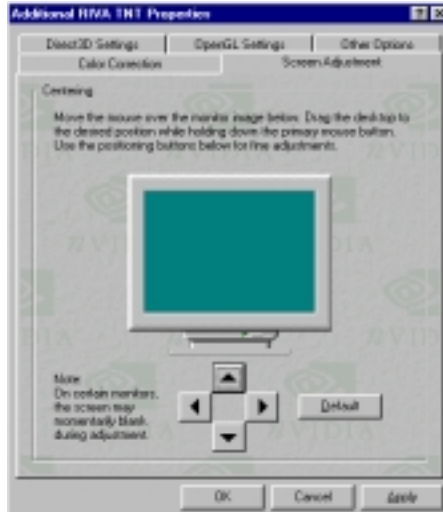 Additional RIVA TNT Properties
Direct3D Settings
OpenGL Settings
Other Options
Color Correction
Screen Adjustment
Centering
Move the mouse over the monitor image below. Drag the desktop to
the desired position while holding down the primary mouse button.
Use the positioning buttons below for fine adjustments.
Note:
On certain monitors,
the screen may
momentarily blank
during adjustment.
Default
OK
Cancel
Apply